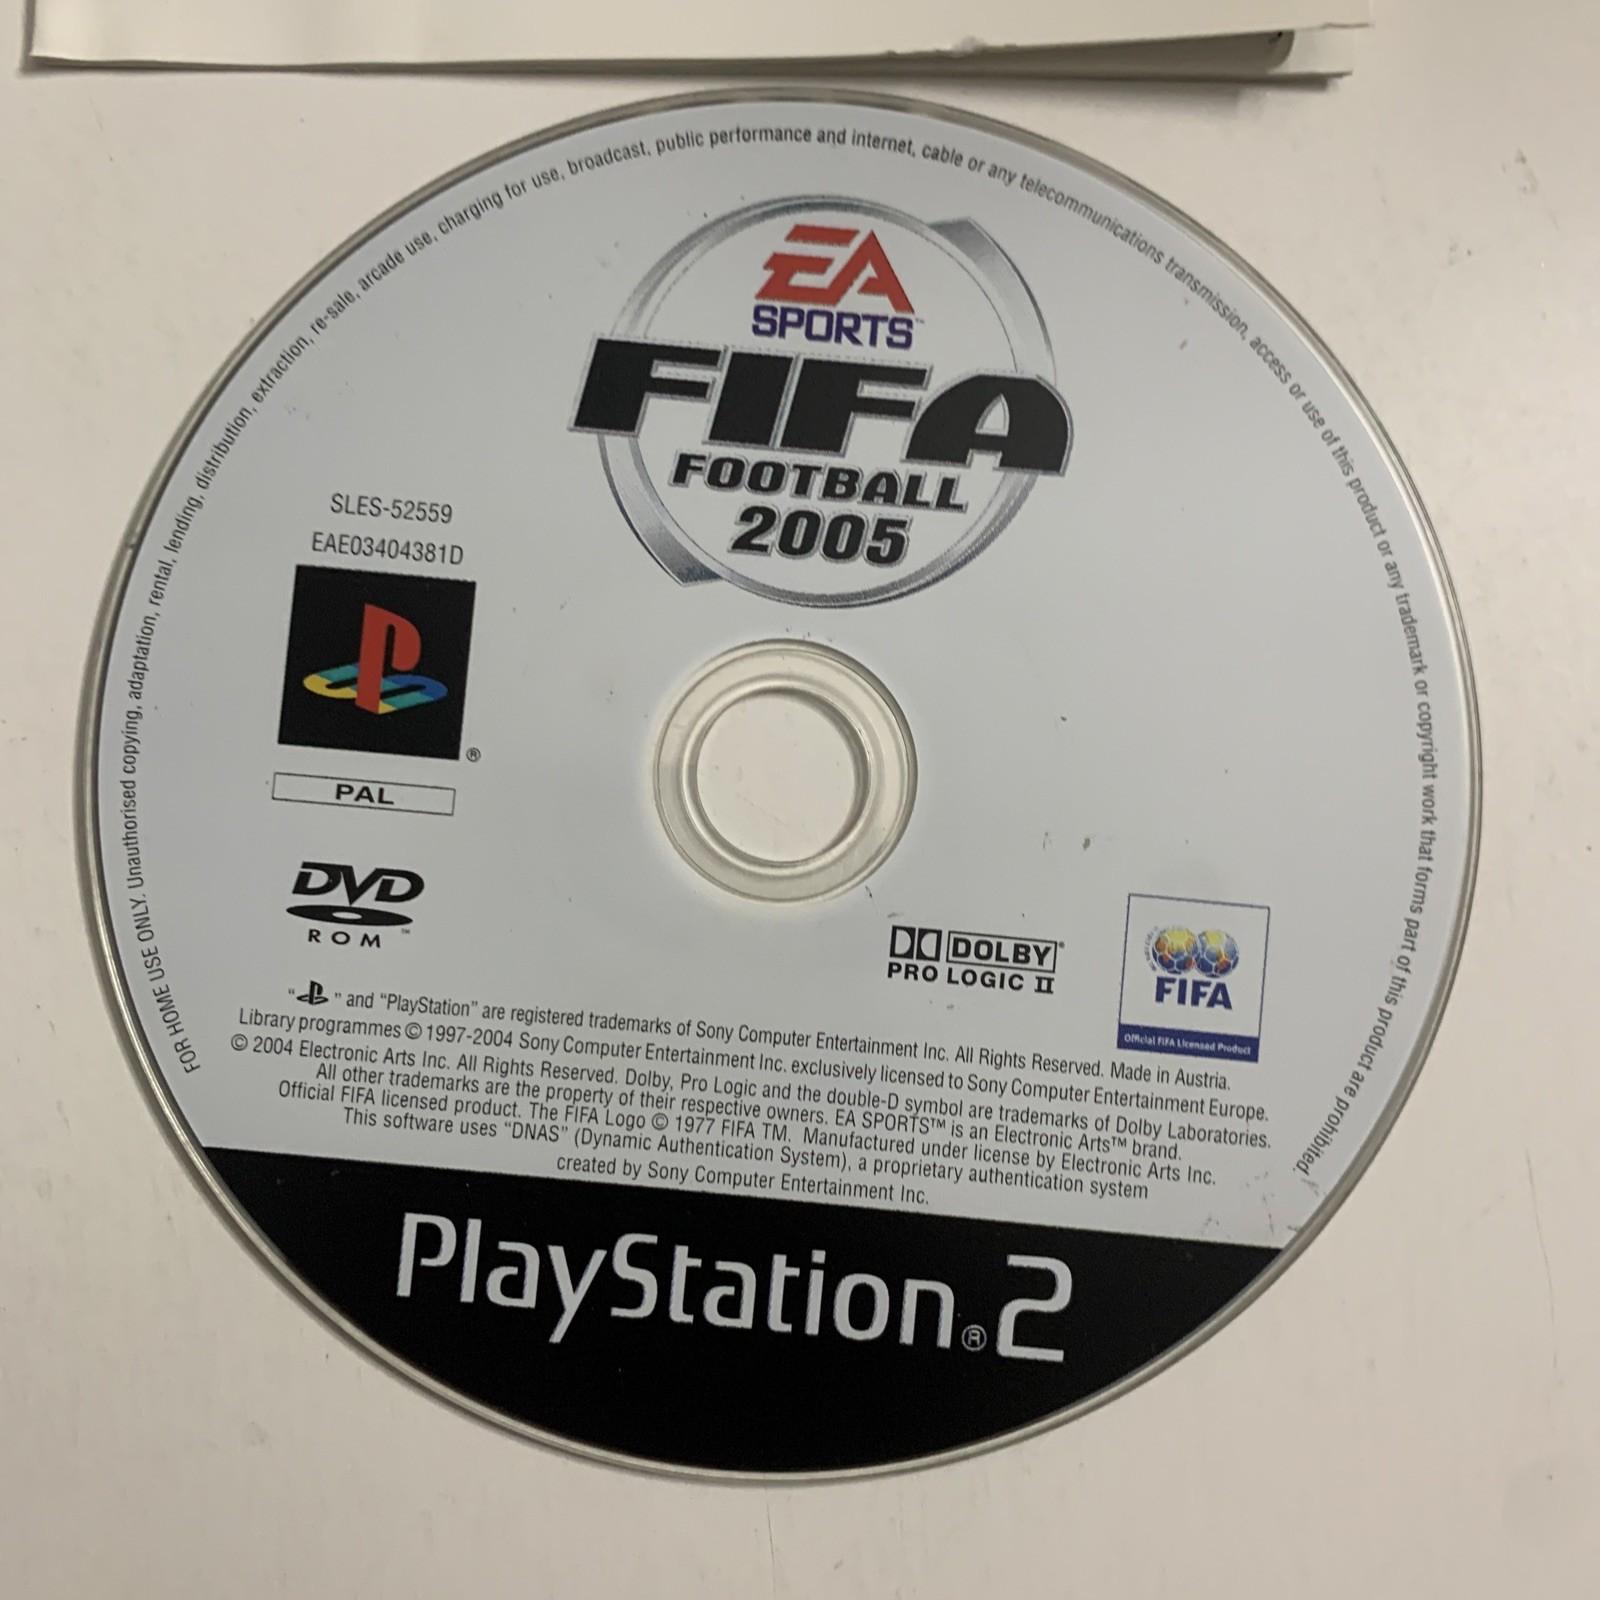 FOR HOME USE ONLY. Unauthorised copying, adaptation, rental, lending, distribution, extraction, re-sale, arcade use, charging for use, broadcast, public performance and internet, cable or any telecommunications transmission, access or use of this product or any trademark or copyright work that forms part of this product are prohibited.
EA
SPORTS™
FIFA
FOOTBALL
2005
SLES-52559
EAE03404381D
®
PAL
DVD
ROM™
DOLBY®
PRO LOGIC II
FIFA
Official FIFA Licensed Product
" " and "PlayStation" are registered trademarks of Sony Computer Entertainment Inc. All Rights Reserved. Made in Austria.
Library programmes © 1997-2004 Sony Computer Entertainment Inc. exclusively licensed to Sony Computer Entertainment Europe.
© 2004 Electronic Arts Inc. All Rights Reserved. Dolby, Pro Logic and the double-D symbol are trademarks of Dolby Laboratories.
All other trademarks are the property of their respective owners. EA SPORTS™ is an Electronic Arts™ brand.
Official FIFA licensed product. The FIFA Logo © 1977 FIFA TM. Manufactured under license by Electronic Arts Inc.
This software uses "DNAS" (Dynamic Authentication System), a proprietary authentication system
created by Sony Computer Entertainment Inc.
PlayStation®2